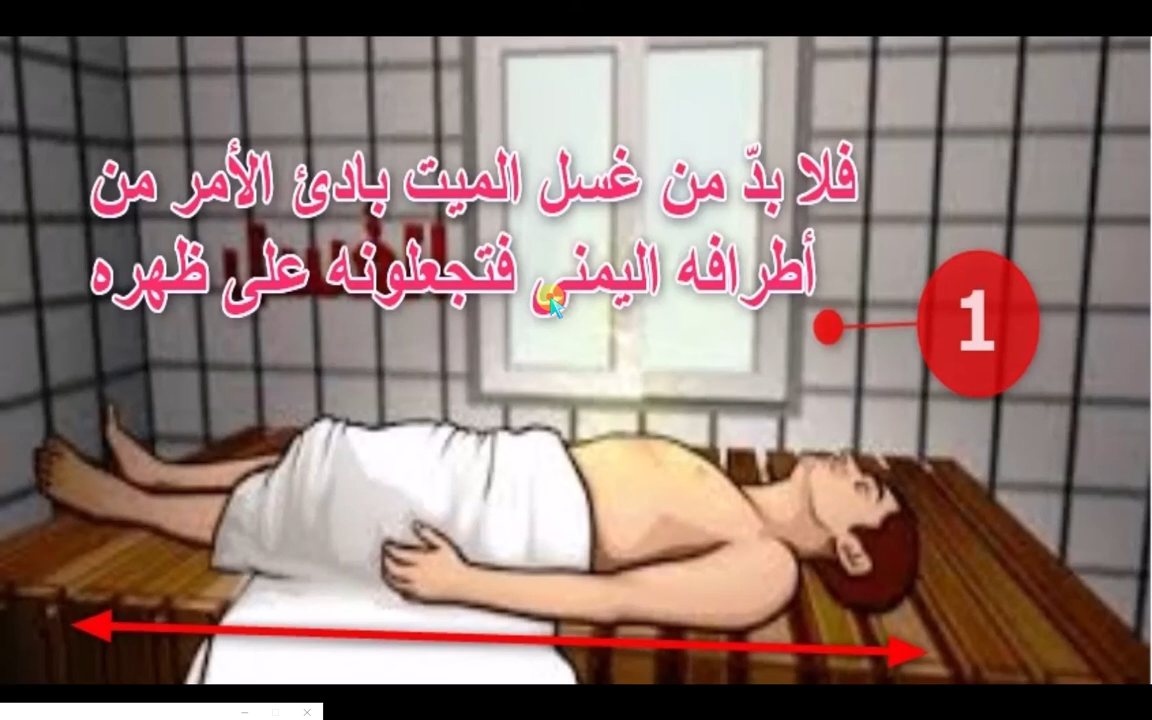 فلا بدّ من غسل الميت بادئ الأمر من
أطرافه اليمنى فتجعلونه على ظهره
1